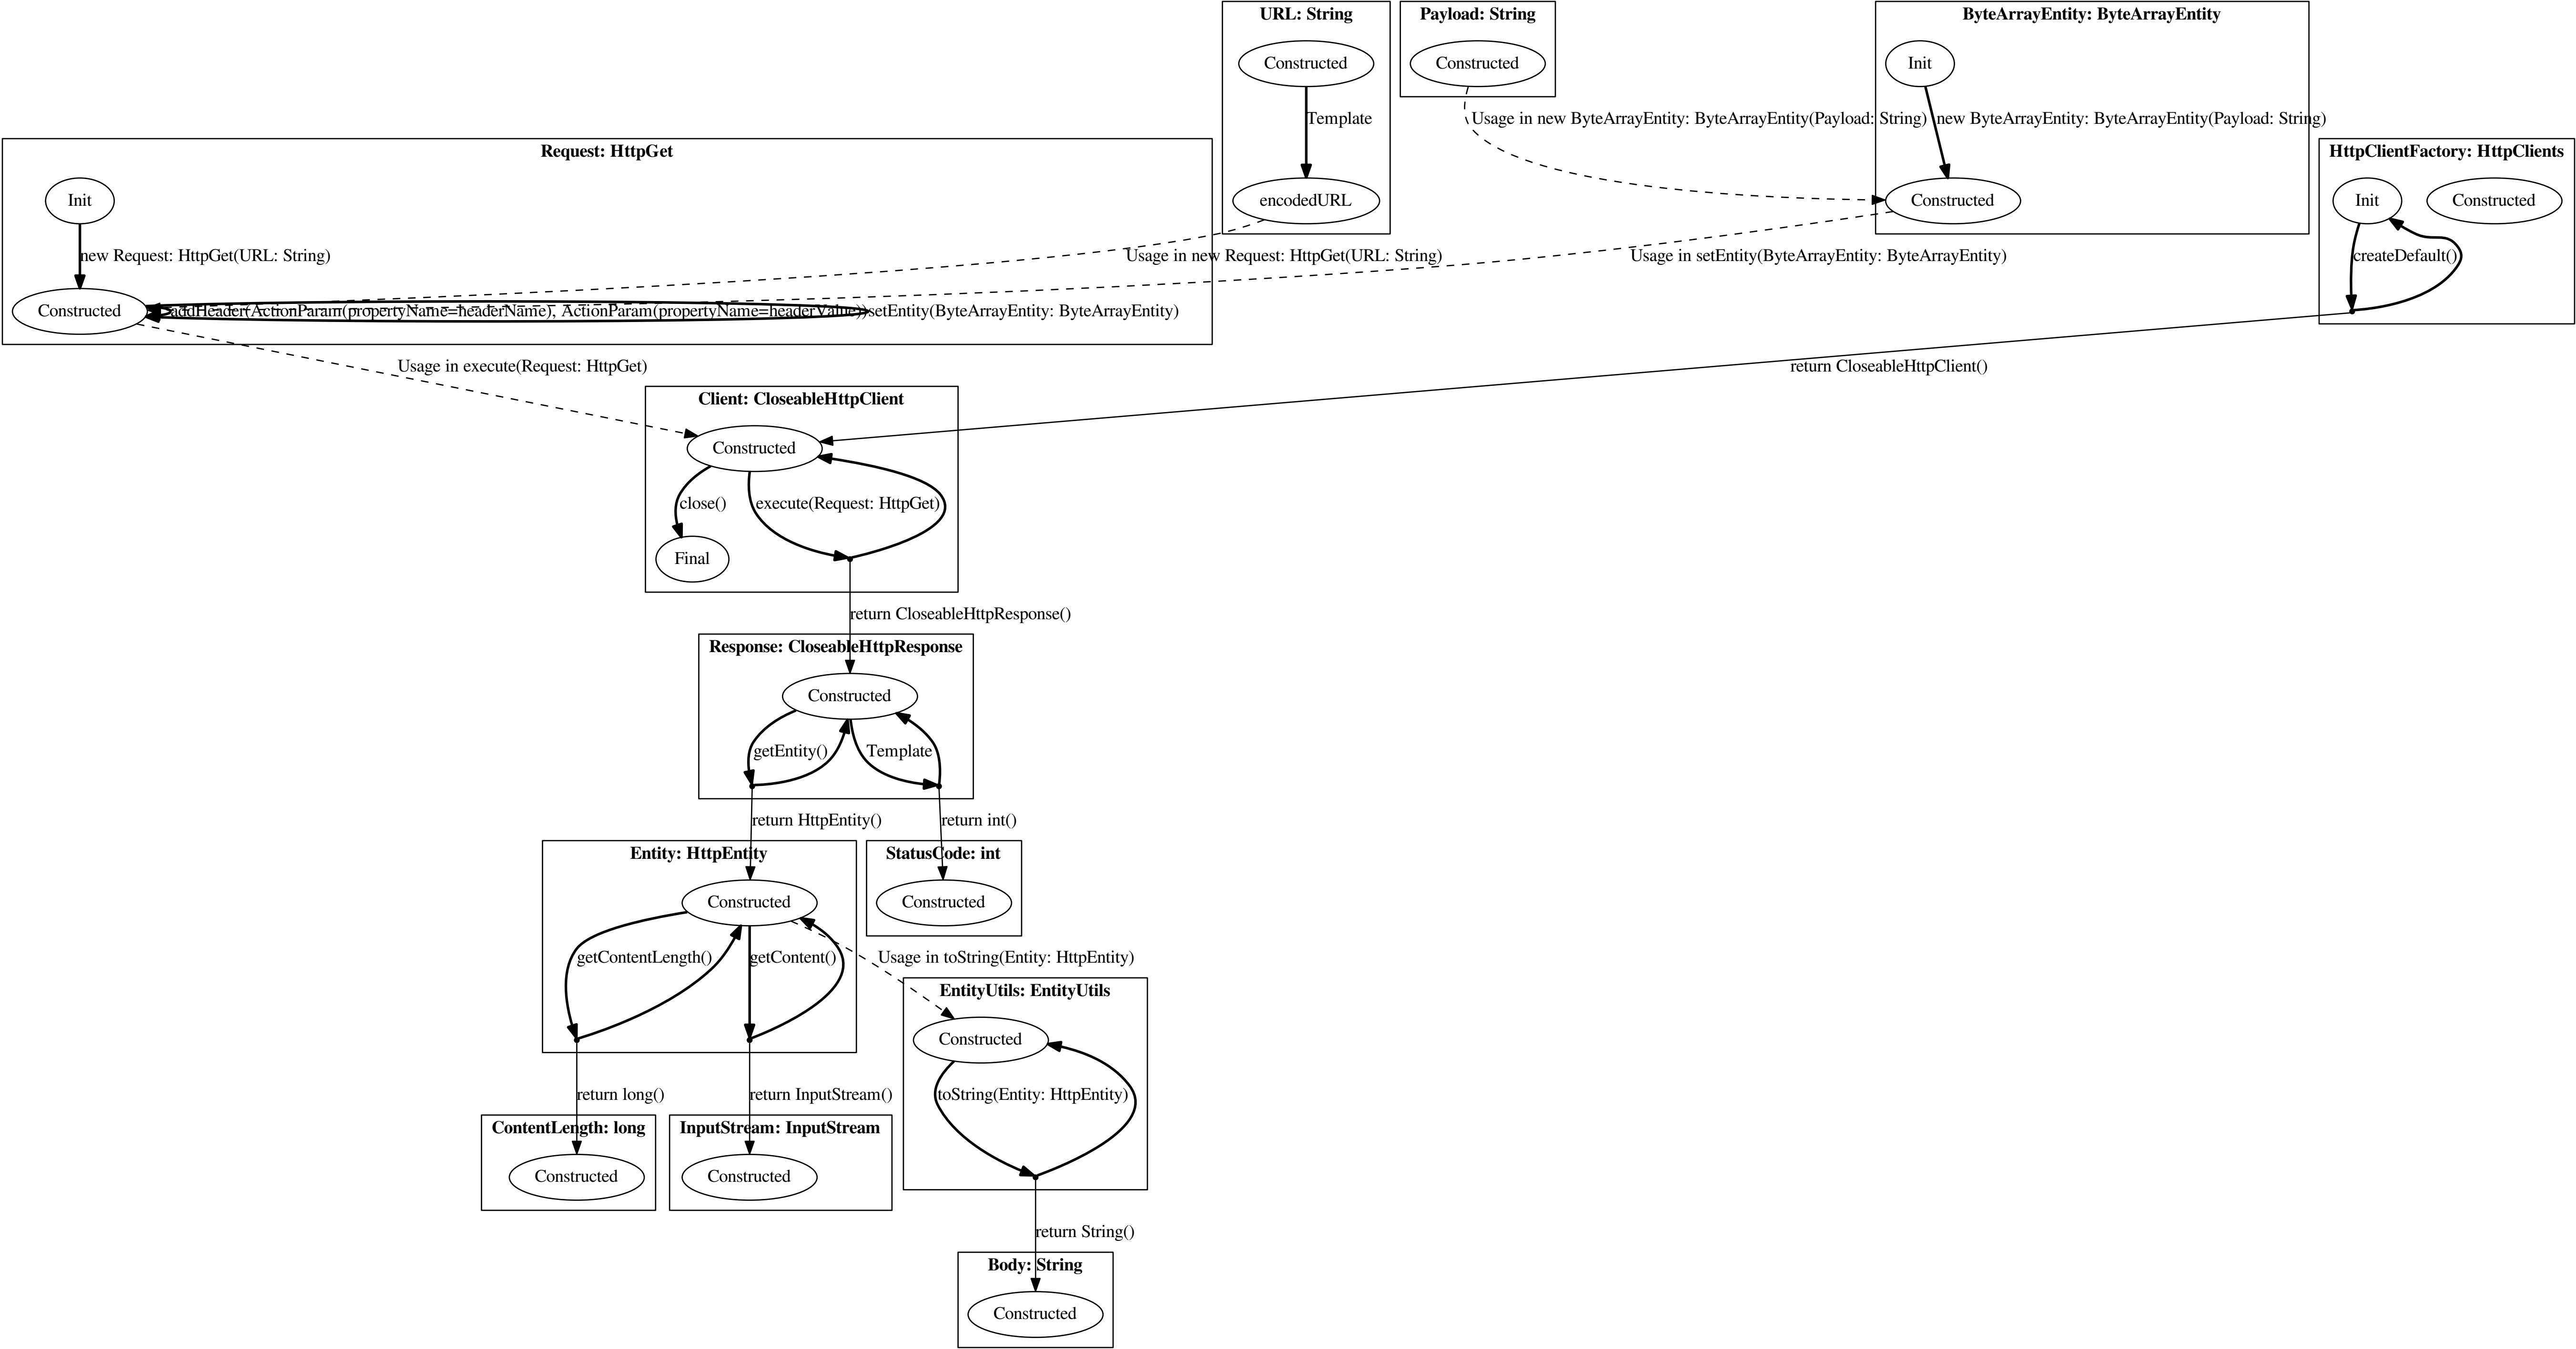 URL: String
Constructed
Template
encodedURL
Payload: String
Constructed
Usage in new ByteArrayEntity: ByteArrayEntity(Payload: String)
ByteArrayEntity: ByteArrayEntity
Init
new ByteArrayEntity: ByteArrayEntity(Payload: String)
Constructed
HttpClientFactory: HttpClients
Init
Constructed
createDefault()
Request: HttpGet
Init
new Request: HttpGet(URL: String)
Usage in new Request: HttpGet(URL: String)
Usage in setEntity(ByteArrayEntity: ByteArrayEntity)
Constructed
addHeader(ActionParam(propertyName=headerName), ActionParam(propertyName=headerValue))
setEntity(ByteArrayEntity: ByteArrayEntity)
Usage in execute(Request: HttpGet)
return CloseableHttpClient()
Client: CloseableHttpClient
Constructed
close()
execute(Request: HttpGet)
Final
return CloseableHttpResponse()
Response: CloseableHttpResponse
Constructed
getEntity()
Template
return HttpEntity()
return int()
Entity: HttpEntity
Constructed
StatusCode: int
Constructed
getContentLength()
getContent()
Usage in toString(Entity: HttpEntity)
EntityUtils: EntityUtils
Constructed
toString(Entity: HttpEntity)
return long()
return InputStream()
ContentLength: long
Constructed
InputStream: InputStream
Constructed
return String()
Body: String
Constructed